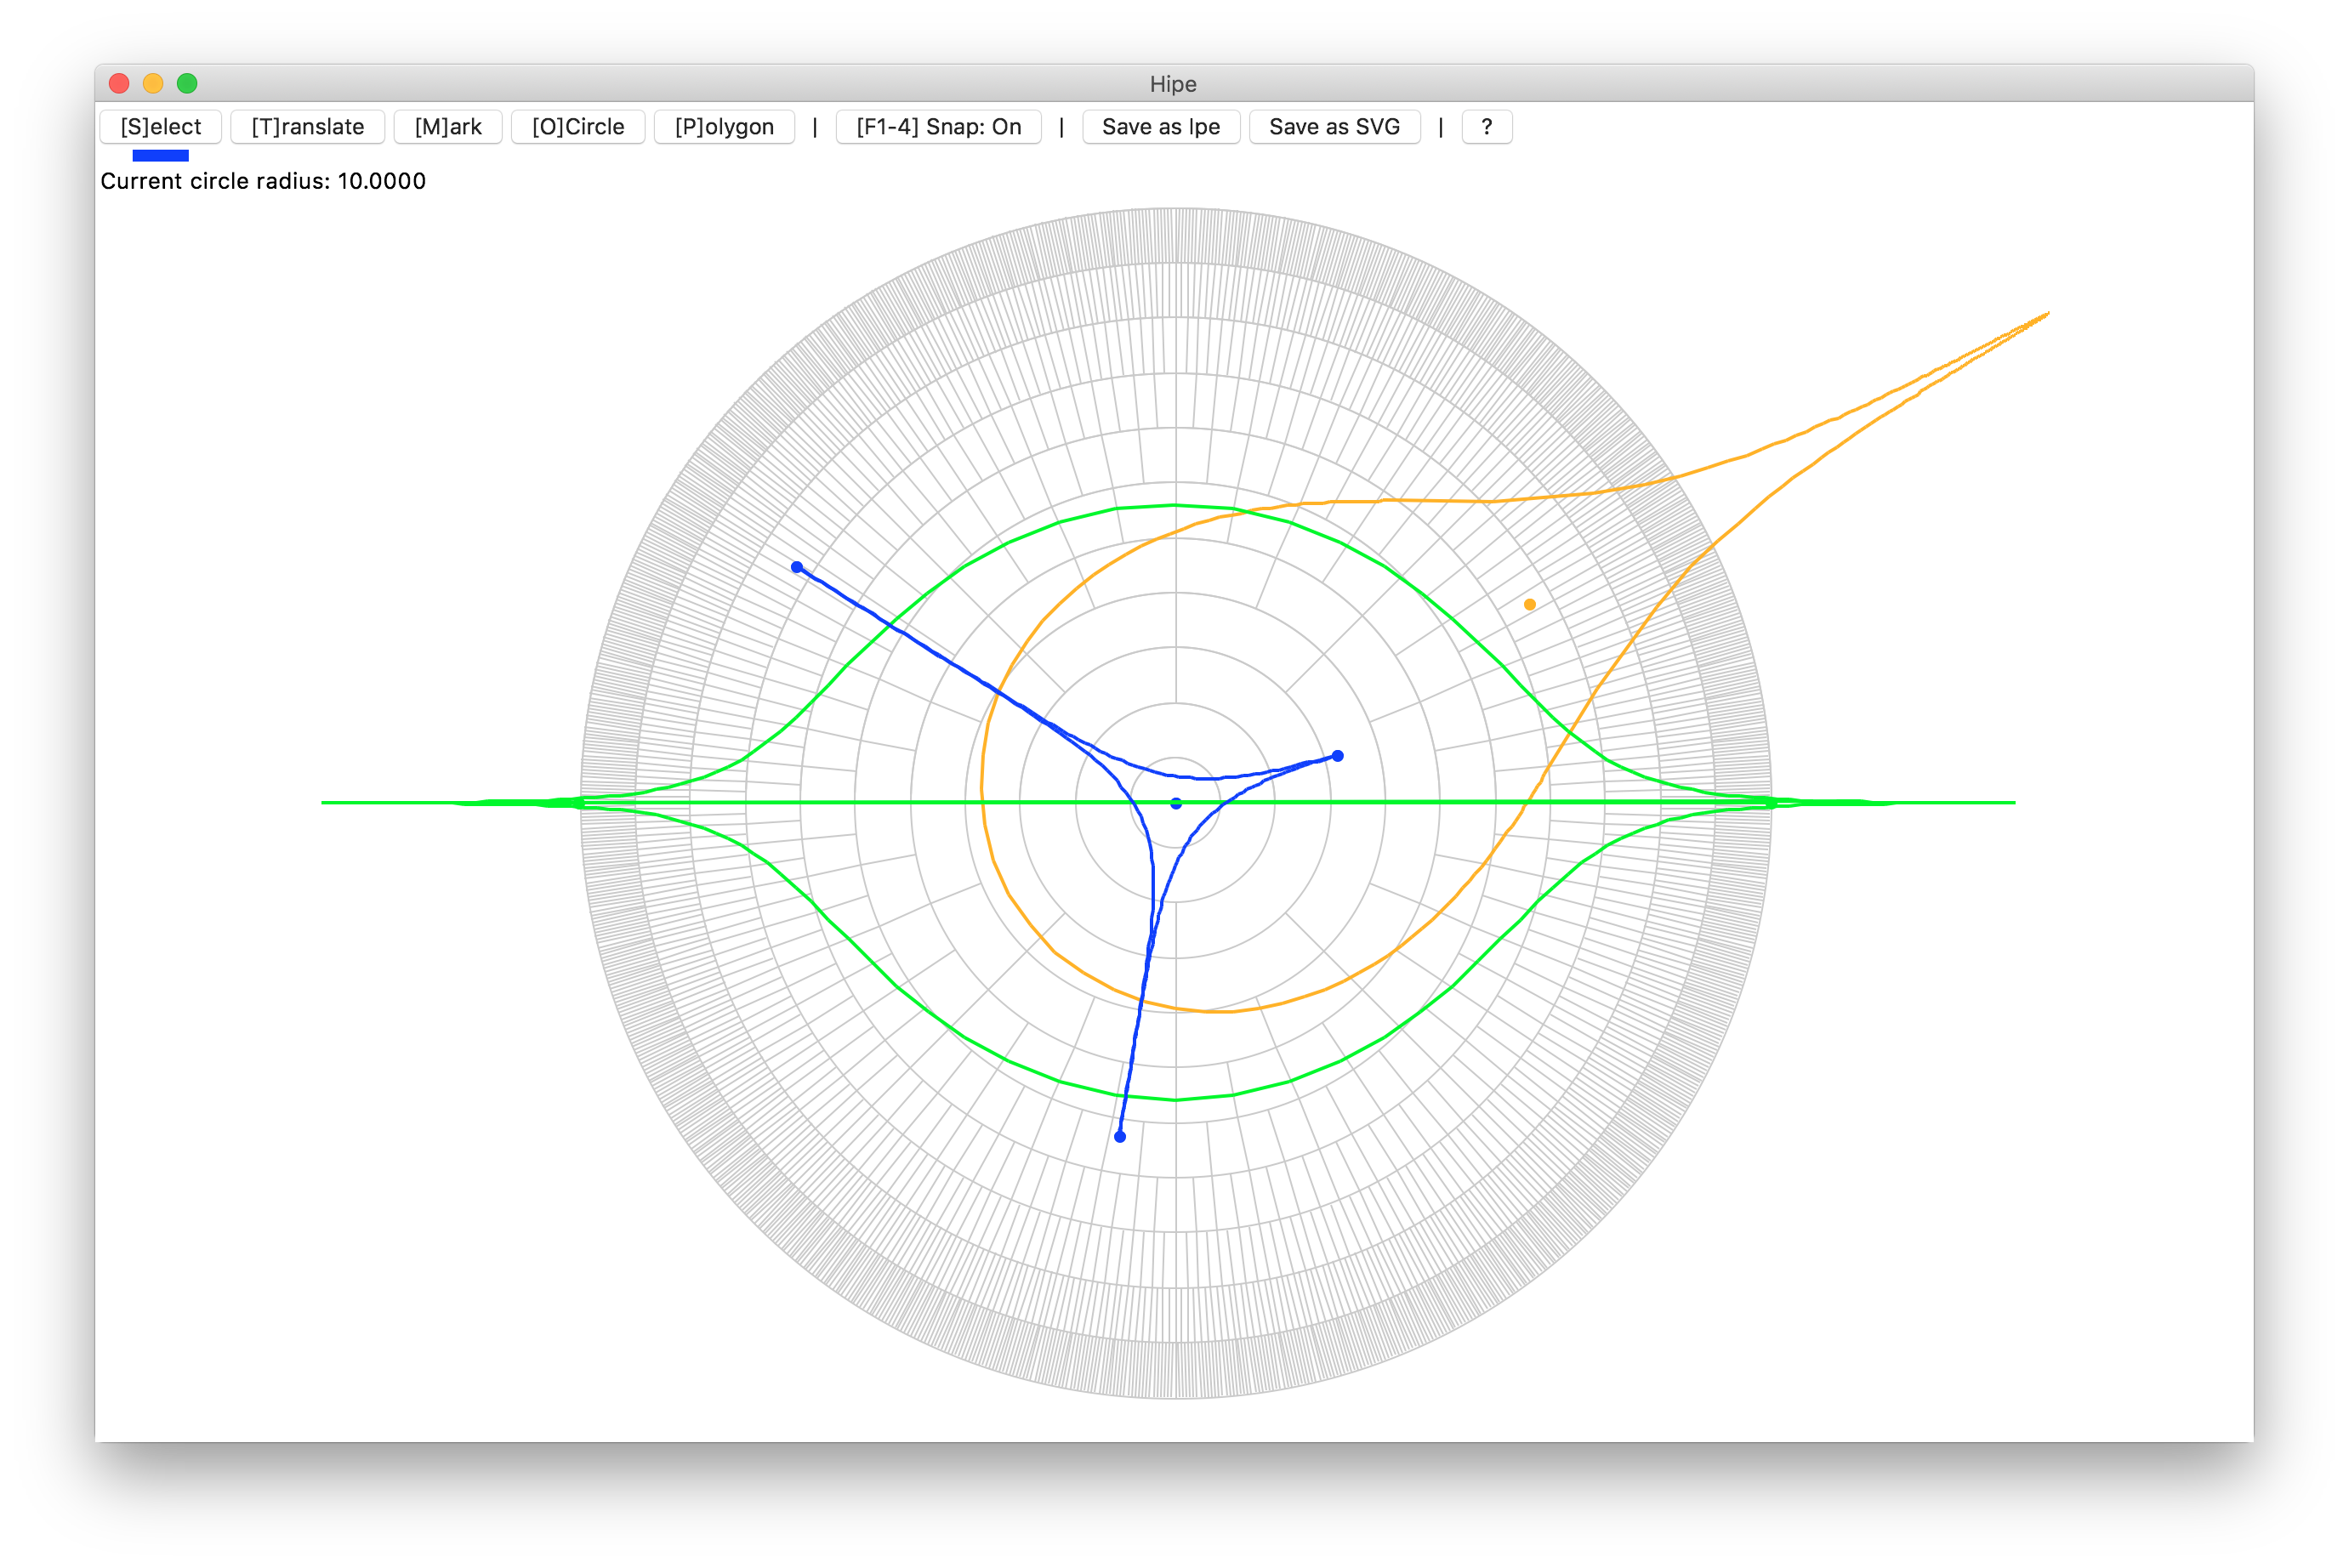 Hipe
[S]elect [T]ranslate [M]ark [O]Circle [P]olygon | [F1-4] Snap: On | Save as Ipe Save as SVG | ?
Current circle radius: 10.0000